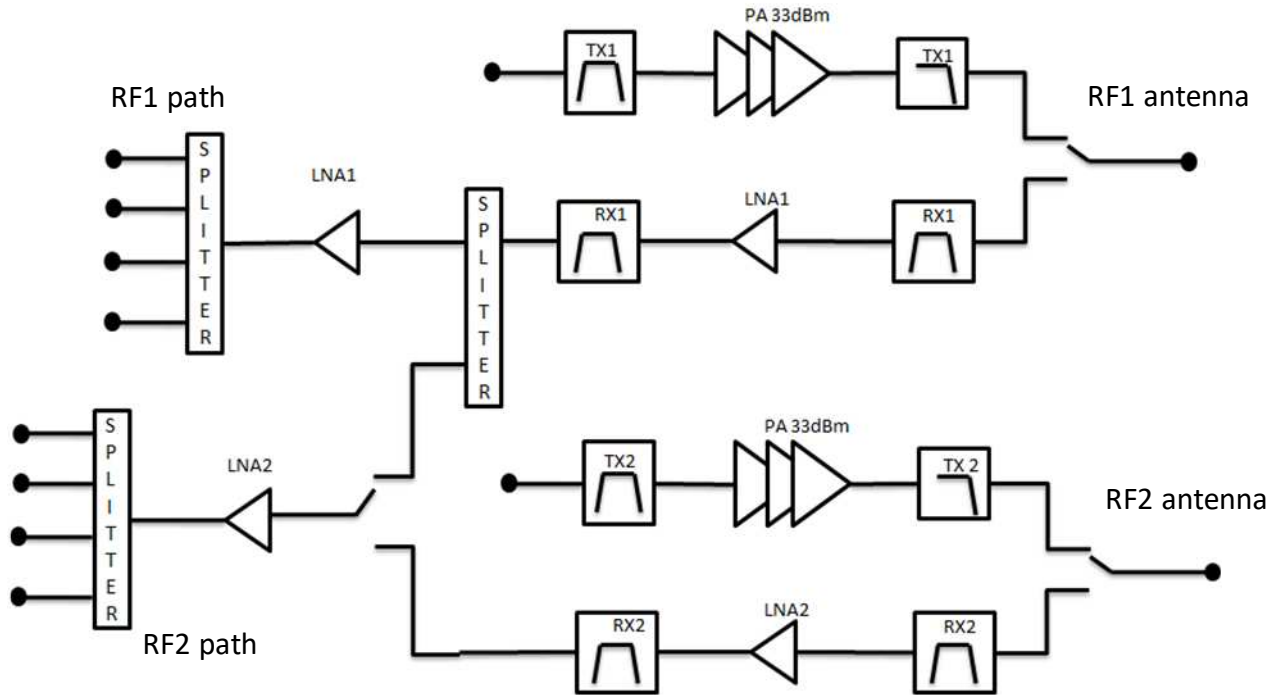 PA 33dBm
TX1
TX1
RF1 path
RF1 antenna
SPLITTER
LNA1
SPLITTER
RX1
LNA1
RX1
SPLITTER
LNA2
PA 33dBm
TX2
TX 2
RF2 antenna
RF2 path
RX2
LNA2
RX2